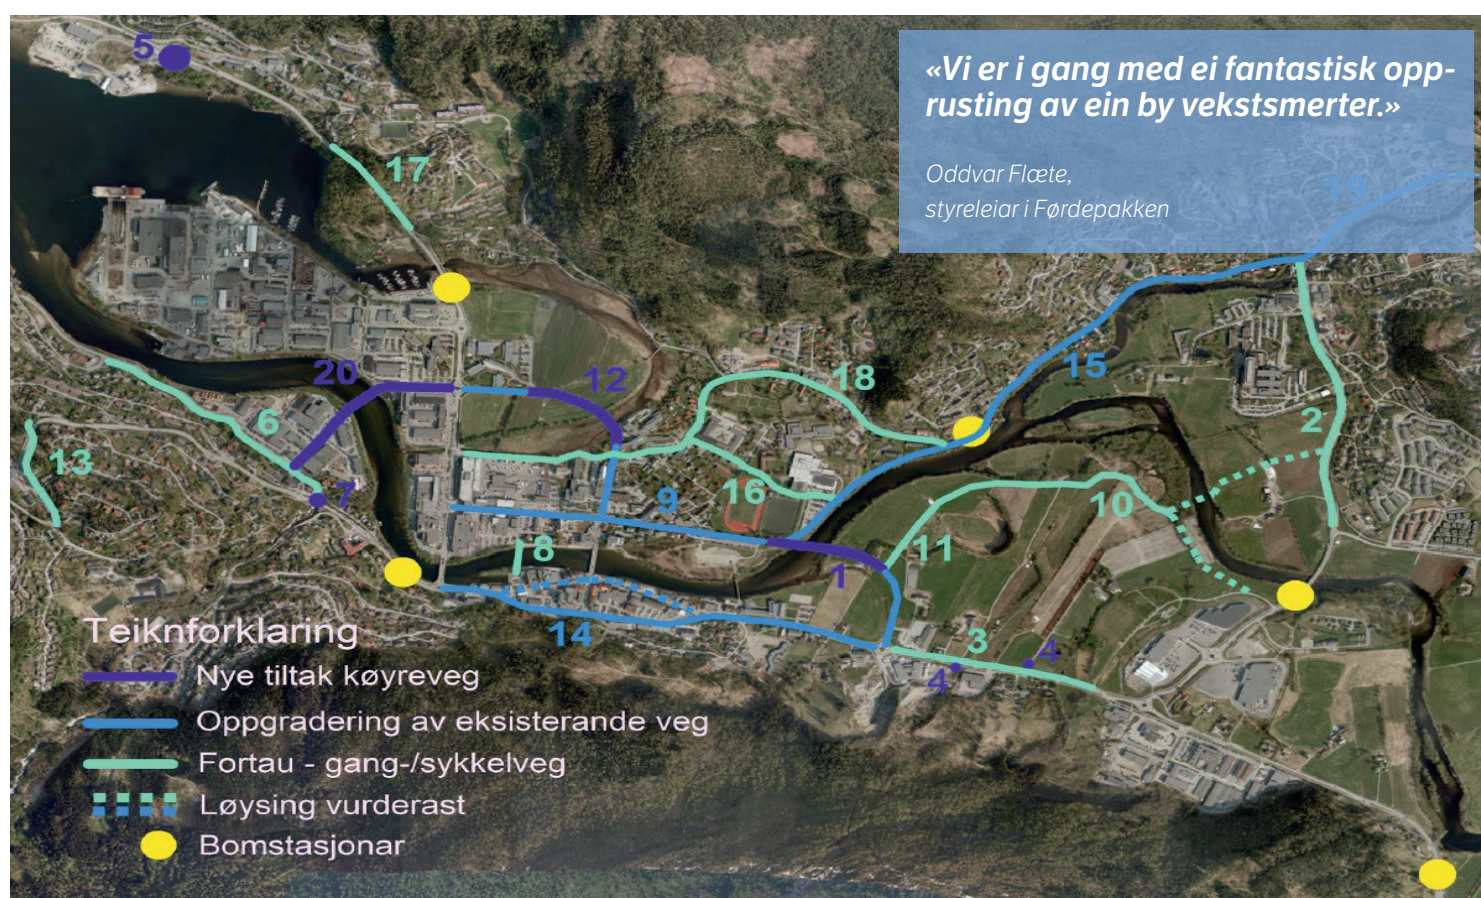 5
«Vi er i gang med ei fantastisk opp-
rusting av ein by vekstsmerter.»
Oddvar Flæte,
styreleiar i Førdepakken
19
17
20
12
18
15
6
2
13
7
16
9
10
8
11
1
14
3
4
4
Teiknforklaring
Nye tiltak køyreveg
Oppgradering av eksisterande veg
Fortau - gang-/sykkelveg
Løysing vurderast
Bomstasjonar